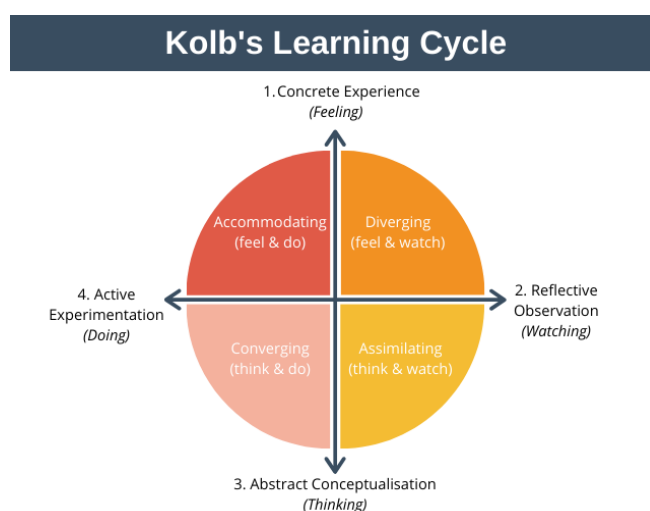 Kolb's Learning Cycle
1.Concrete Experience
(Feeling)
Accommodating
(feel & do)
Diverging
(feel & watch)
4. Active
Experimentation
(Doing)
2. Reflective
Observation
(Watching)
Converging
(think & do)
Assimilating
(think & watch)
3. Abstract Conceptualisation
(Thinking)